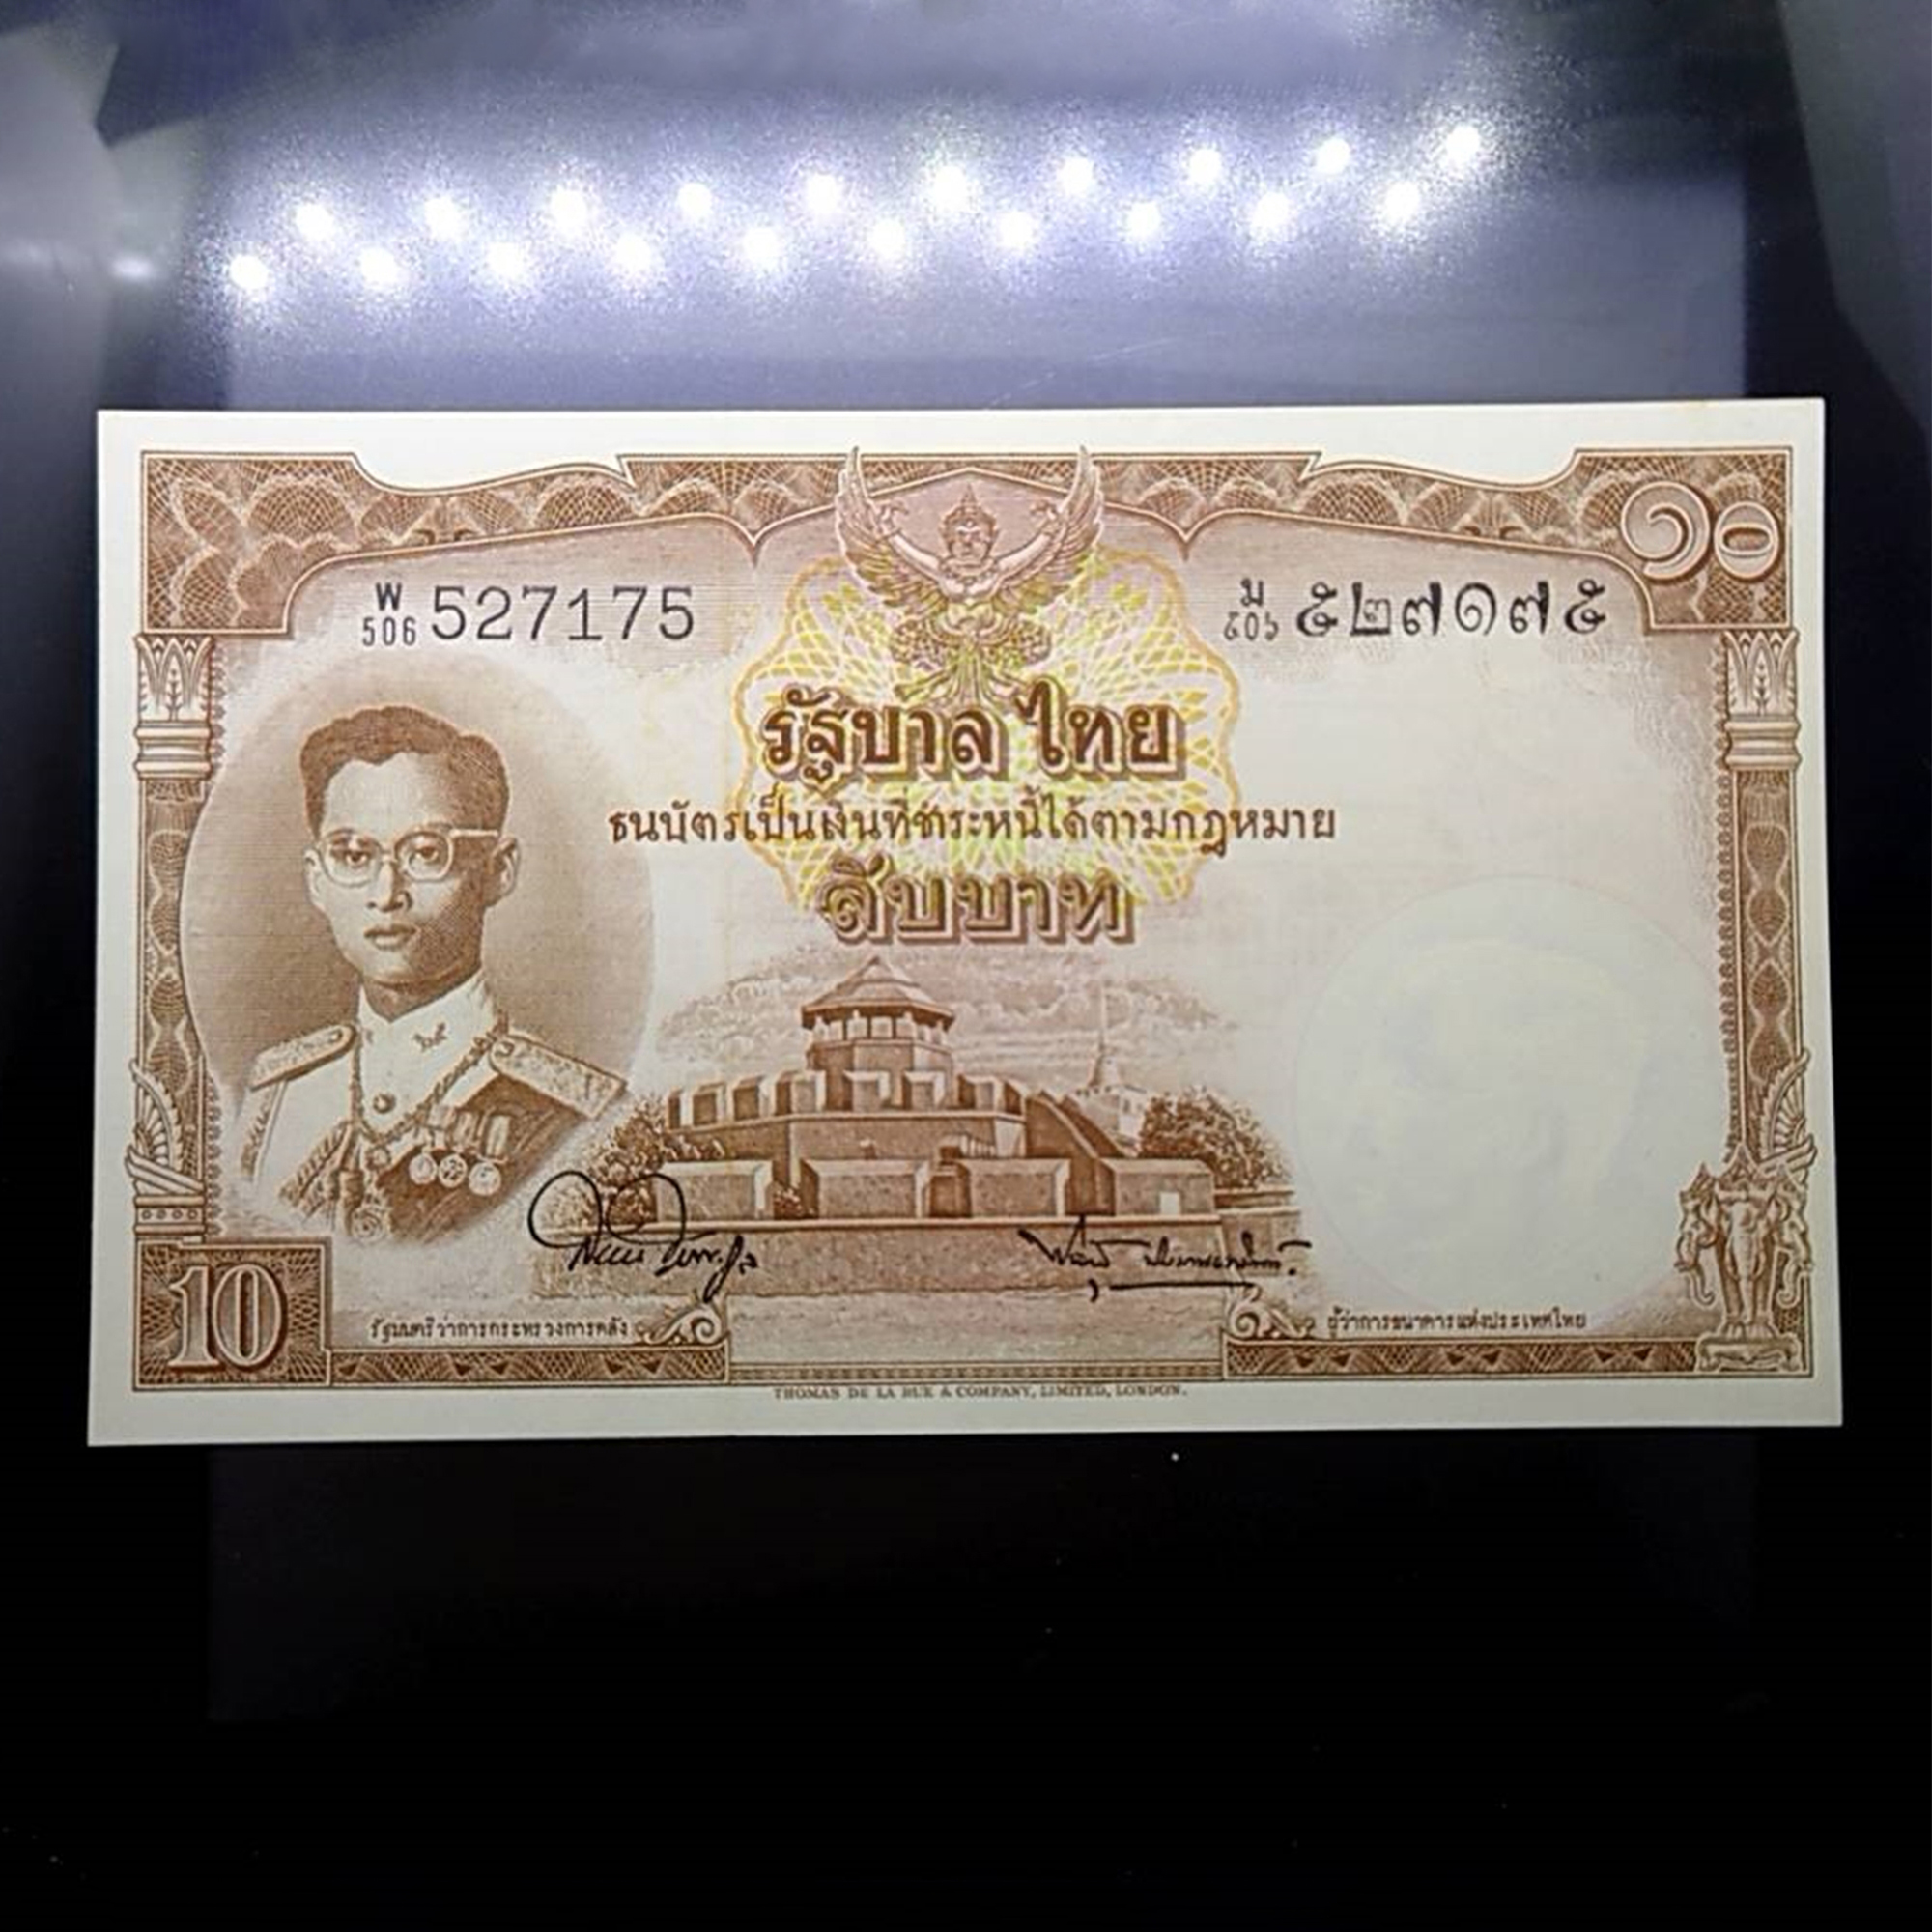 ๑๐
W
506 527175
ม
๕๐๖ ๕๒๗๑๗๕
รัฐบาลไทย
ธนบัตรเป็นเงินที่ชำระหนี้ได้ตามกฎหมาย
สิบบาท
10
รัฐมนตรีว่าการกระทรวงการคลัง
ผู้ว่าการธนาคารแห่งประเทศไทย
THOMAS DE LA RUE & COMPANY, LIMITED, LONDON.